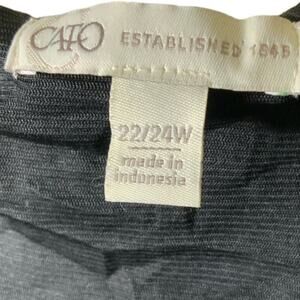 CATO ESTABLISHED 1946
22/24W
made in
indonesia